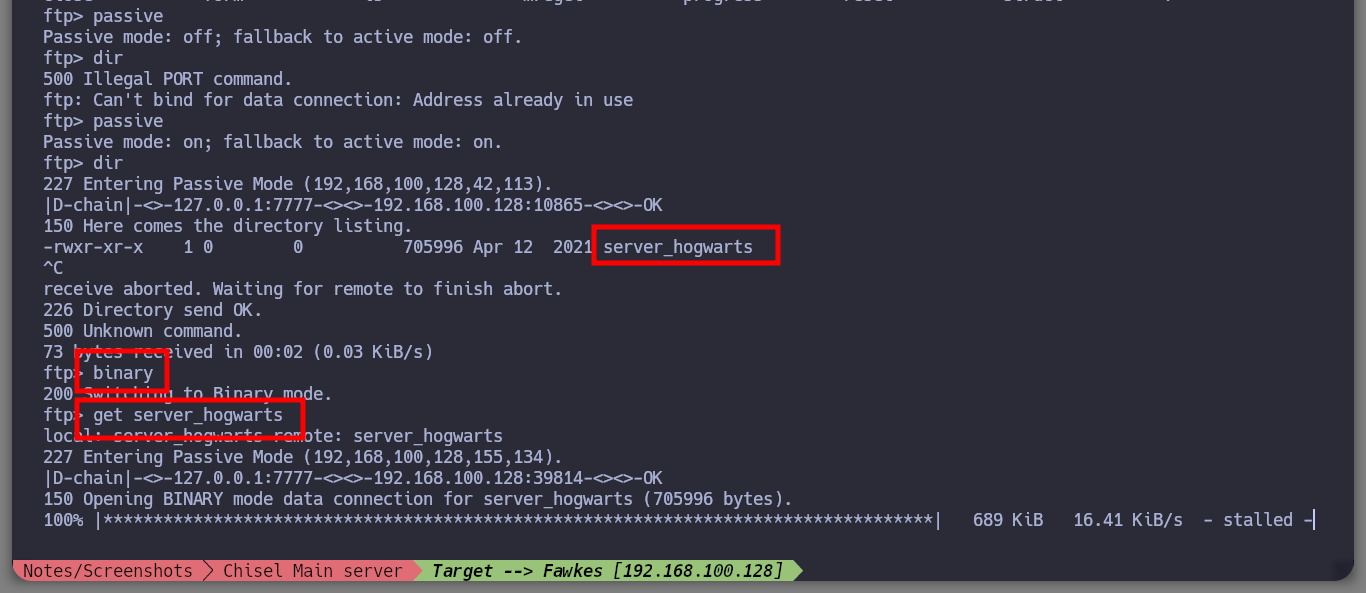 ftp> passive
Passive mode: off; fallback to active mode: off.
ftp> dir
500 Illegal PORT command.
ftp: Can't bind for data connection: Address already in use
ftp> passive
Passive mode: on; fallback to active mode: on.
ftp> dir
227 Entering Passive Mode (192,168,100,128,42,113).
|D-chain|-<>-127.0.0.1:7777-<><>-192.168.100.128:10865-<><>-OK
150 Here comes the directory listing.
-rwxr-xr-x    1 0        0          705996 Apr 12  2021 server_hogwarts
^C
receive aborted. Waiting for remote to finish abort.
226 Directory send OK.
500 Unknown command.
73 bytes received in 00:02 (0.03 KiB/s)
ftp> binary
200 Switching to Binary mode.
ftp> get server_hogwarts
local: server_hogwarts remote: server_hogwarts
227 Entering Passive Mode (192,168,100,128,155,134).
|D-chain|-<>-127.0.0.1:7777-<><>-192.168.100.128:39814-<><>-OK
150 Opening BINARY mode data connection for server_hogwarts (705996 bytes).
100% |***********************************************************************************|   689 KiB   16.41 KiB/s  - stalled -
Notes/Screenshots > Chisel Main server Target --> Fawkes [192.168.100.128]